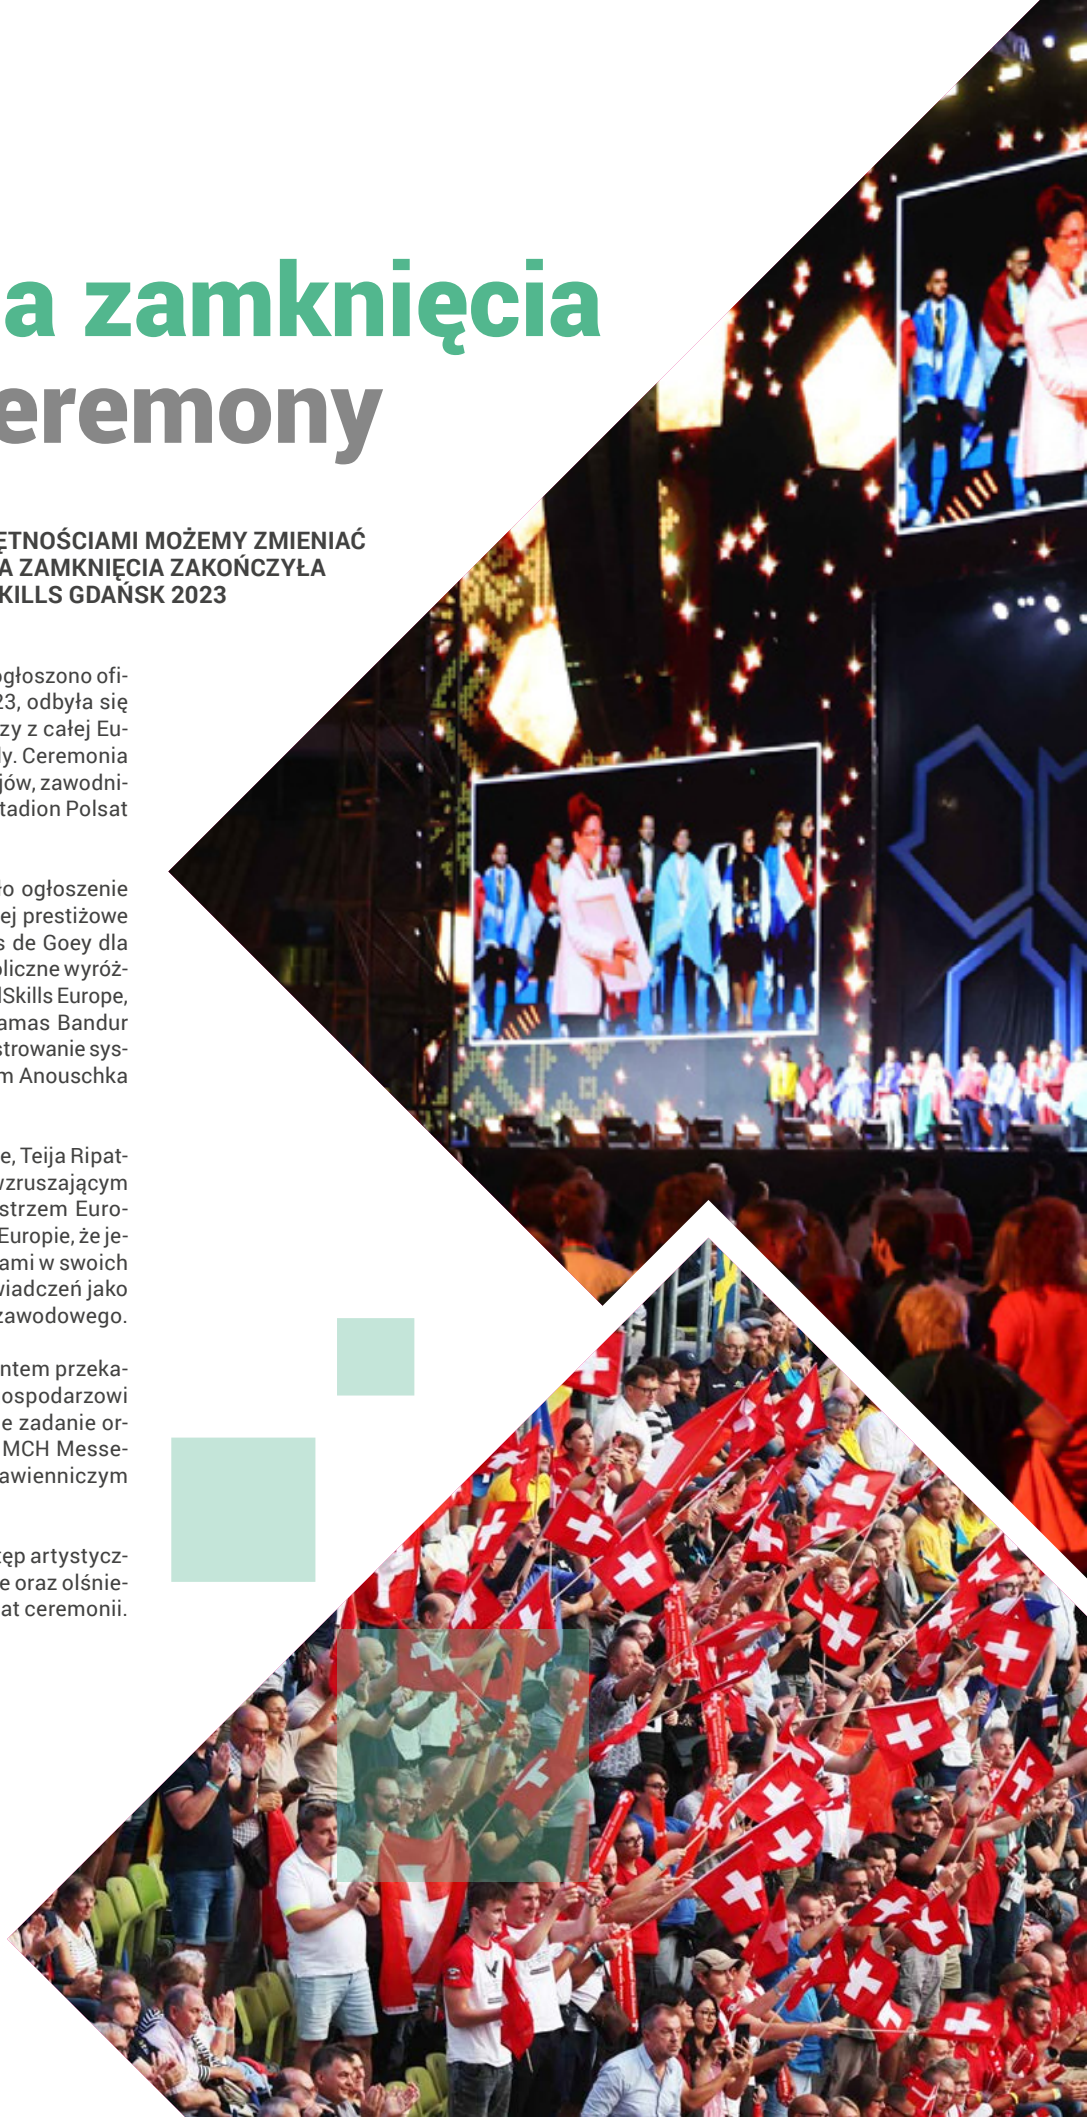 a zamknięcia
eremony
ĘTNOŚCIAMI MOŻEMY ZMIENIAĆ
A ZAMKNIĘCIA ZAKOŃCZYŁA
KILLS GDAŃSK 2023
ogłoszono ofi-
23, odbyła się
zy z całej Eu-
ly. Ceremonia
jów, zawodni-
tadion Polsat
ło ogłoszenie
ej prestiżowe
s de Goey dla
oliczne wyróż-
lSkills Europe,
amas Bandur
strowanie sys-
m Anouschka
e, Teija Ripat-
wzruszającym
strzem Euro-
Europie, że je-
ami w swoich
wiadczeń jako
zawodowego.
ntem przeka-
ospodarzowi
e zadanie or-
MCH Messe-
awienniczym
tęp artystycz-
e oraz olśnie-
at ceremonii.